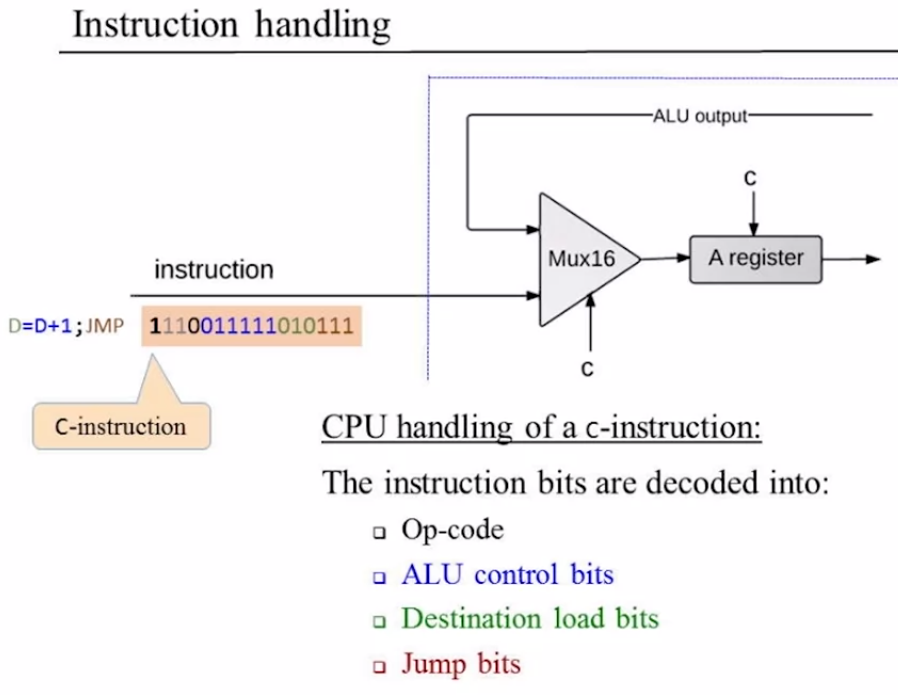 Instruction handling
ALU output
c
Mux16
A register
instruction
D=D+1;JMP
1110011111010111
c
C-instruction
CPU handling of a c-instruction:
The instruction bits are decoded into:
Op-code
ALU control bits
Destination load bits
Jump bits